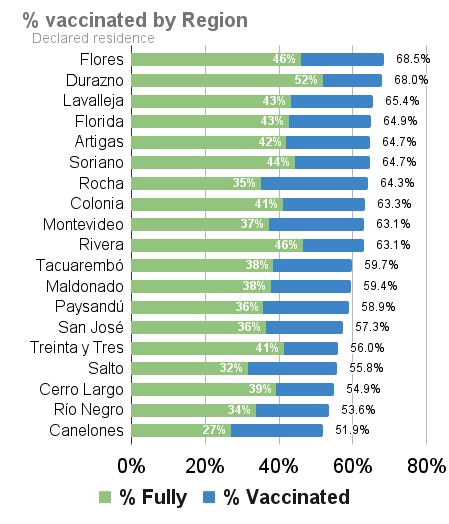 % vaccinated by Region
Declared residence
Flores 46% 68.5%
Durazno 52% 68.0%
Lavalleja 43% 65.4%
Florida 43% 64.9%
Artigas 42% 64.7%
Soriano 44% 64.7%
Rocha 35% 64.3%
Colonia 41% 63.3%
Montevideo 37% 63.1%
Rivera 46% 63.1%
Tacuarembó 38% 59.7%
Maldonado 38% 59.4%
Paysandú 36% 58.9%
San José 36% 57.3%
Treinta y Tres 41% 56.0%
Salto 32% 55.8%
Cerro Largo 39% 54.9%
Río Negro 34% 53.6%
Canelones 27% 51.9%
0% 20% 40% 60% 80%
% Fully % Vaccinated